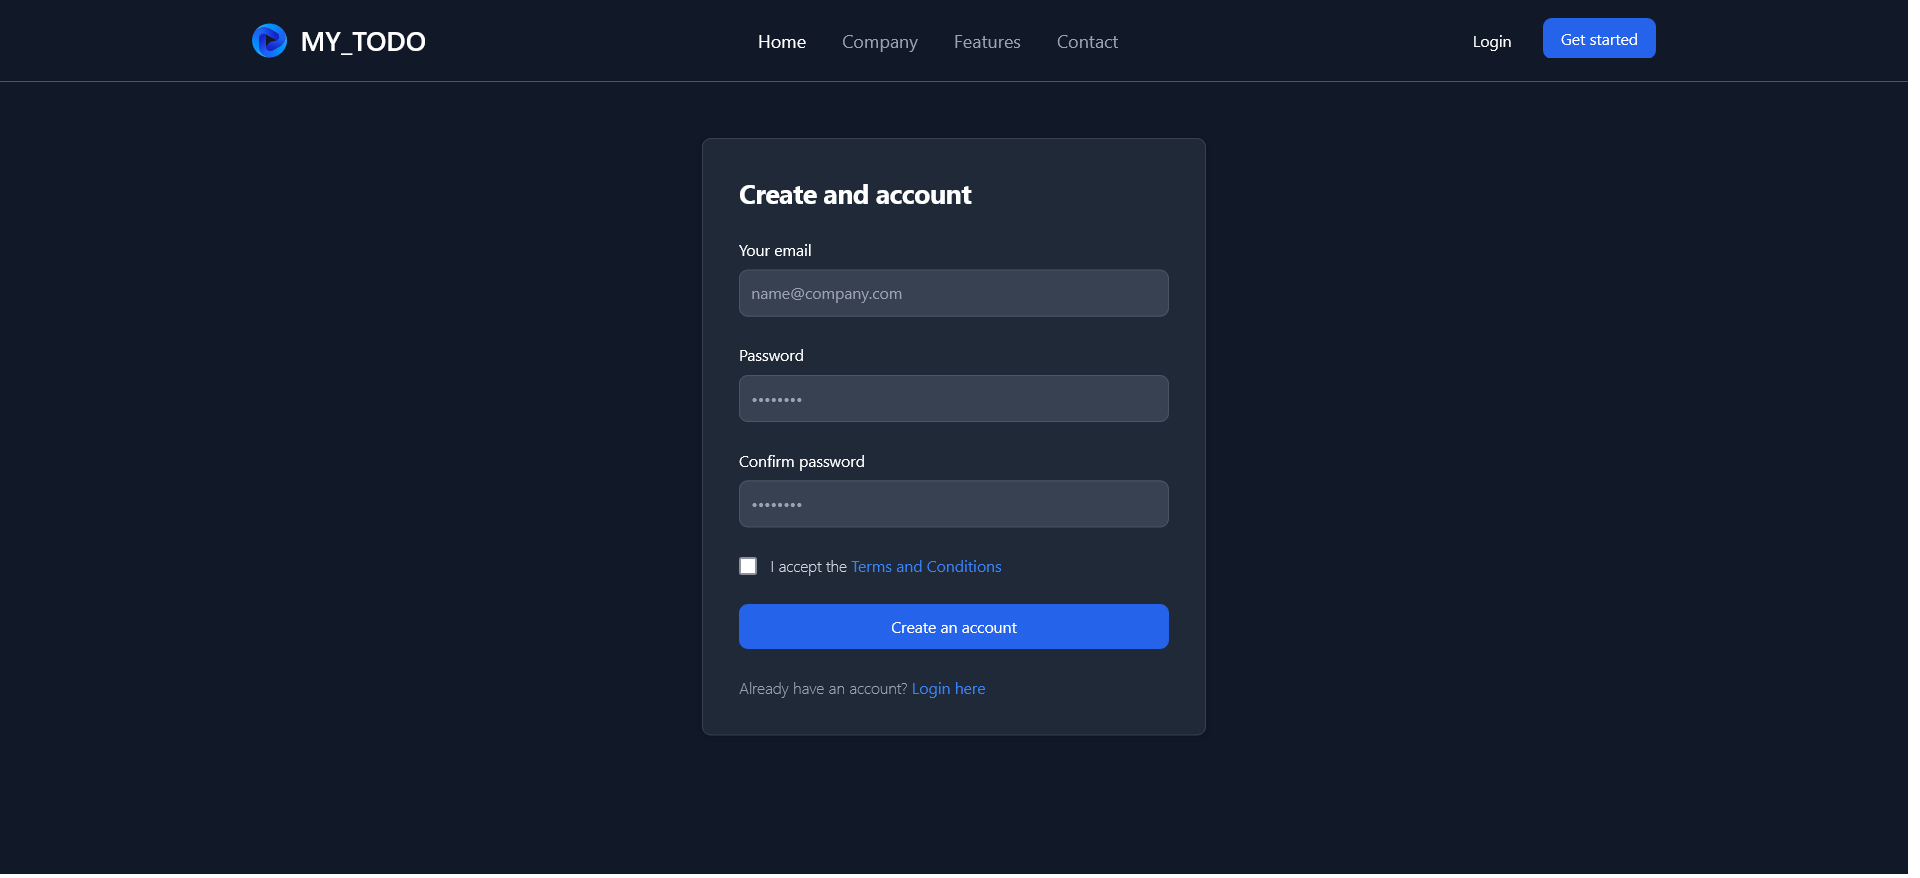 MY_TODO
Home Company Features Contact
Login
Get started
Create and account
Your email
name@company.com
Password
••••••••
Confirm password
••••••••
I accept the Terms and Conditions
Create an account
Already have an account? Login here